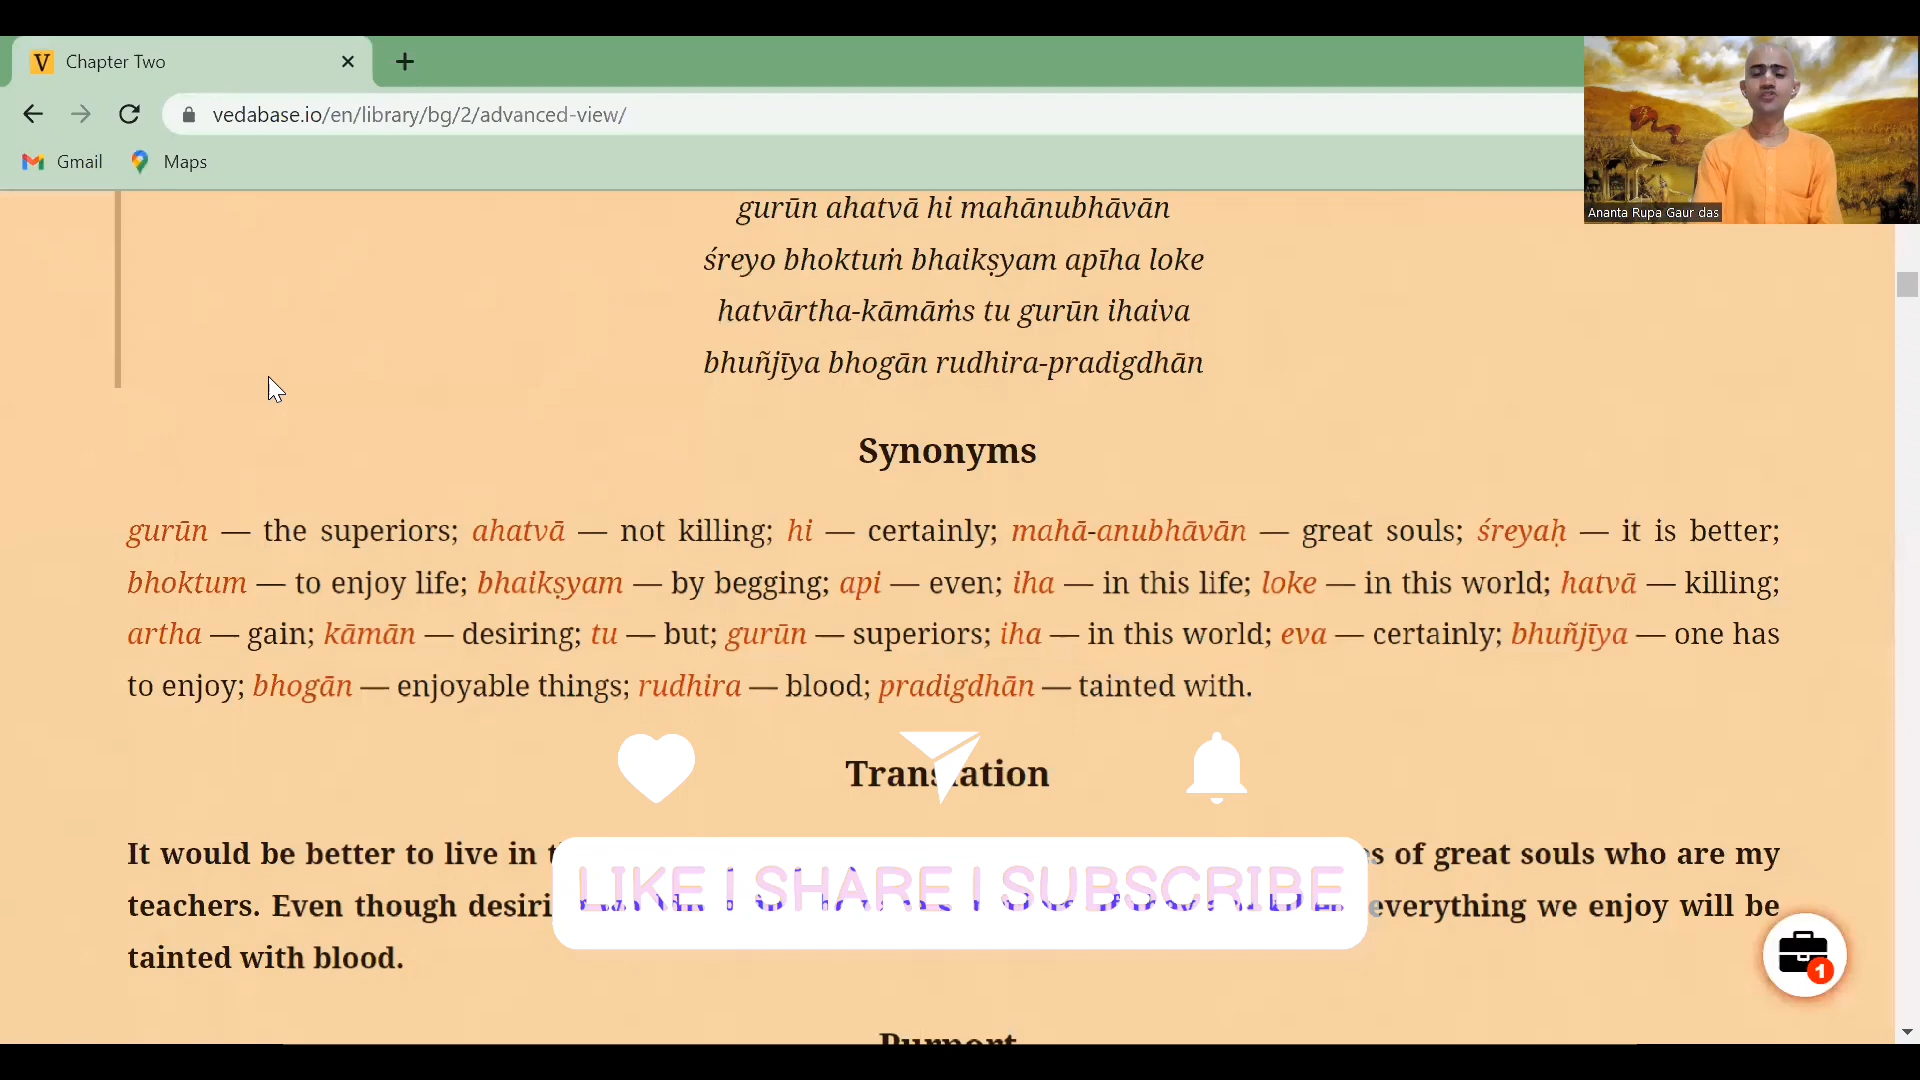 Chapter Two
vedabase.io/en/library/bg/2/advanced-view/
Gmail Maps
Ananta Rupa Gaur das
gurūn ahatvā hi mahānubhāvān
śreyo bhoktuṁ bhaikṣyam apīha loke
hatvārtha-kāmāṁs tu gurūn ihaiva
bhuñjīya bhogān rudhira-pradigdhān
Synonyms
gurūn — the superiors; ahatvā — not killing; hi — certainly; mahā-anubhāvān — great souls; śreyaḥ — it is better;
bhoktum — to enjoy life; bhaikṣyam — by begging; api — even; iha — in this life; loke — in this world; hatvā — killing;
artha — gain; kāmān — desiring; tu — but; gurūn — superiors; iha — in this world; eva — certainly; bhuñjīya — one has
to enjoy; bhogān — enjoyable things; rudhira — blood; pradigdhān — tainted with.
Translation
It would be better to live in of great souls who are my
LIKE | SHARE | SUBSCRIBE
teachers. Even though everything we enjoy will be
tainted with blood.
1
Purport